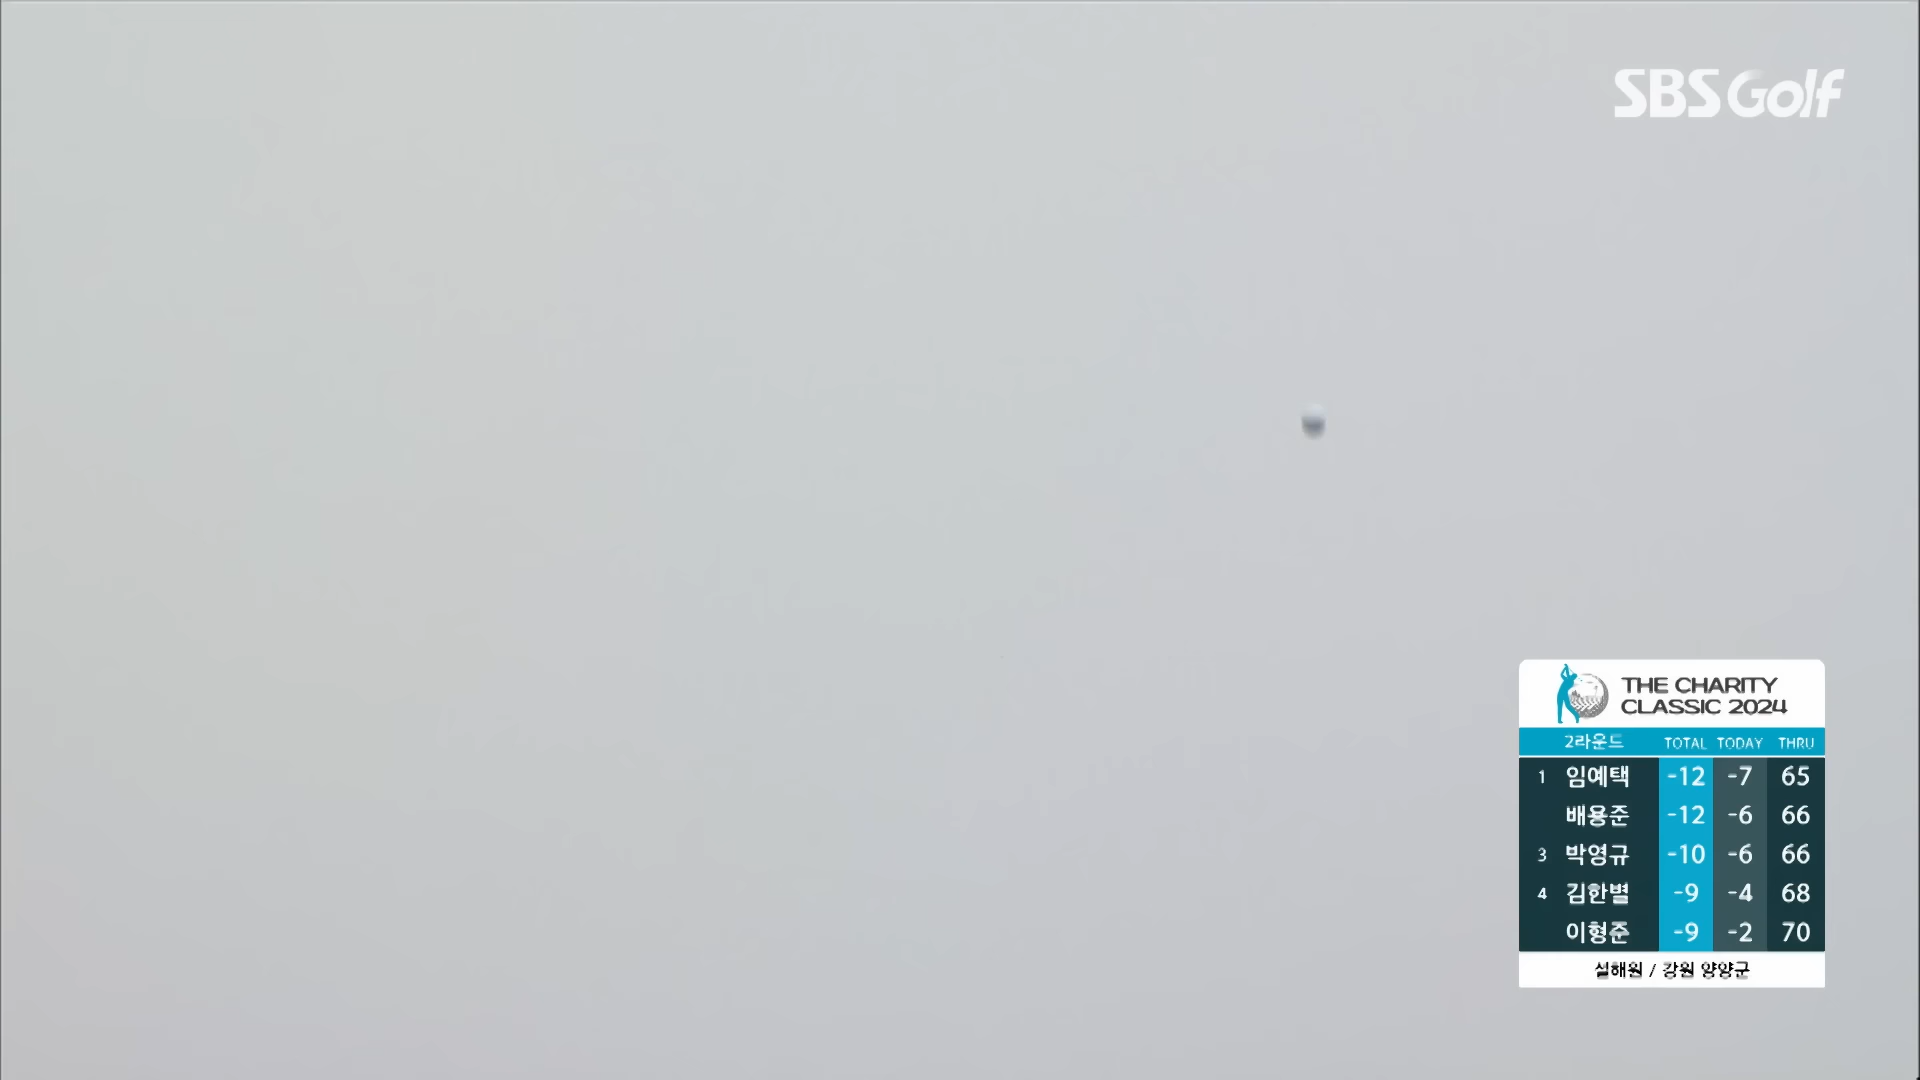 SBS Golf
THE CHARITY
CLASSIC 2024
2라운드 TOTAL TODAY THRU
1 임예택 -12 -7 65
배용준 -12 -6 66
3 박영규 -10 -6 66
4 김한별 -9 -4 68
이형준 -9 -2 70
설해원 / 강원 양양군